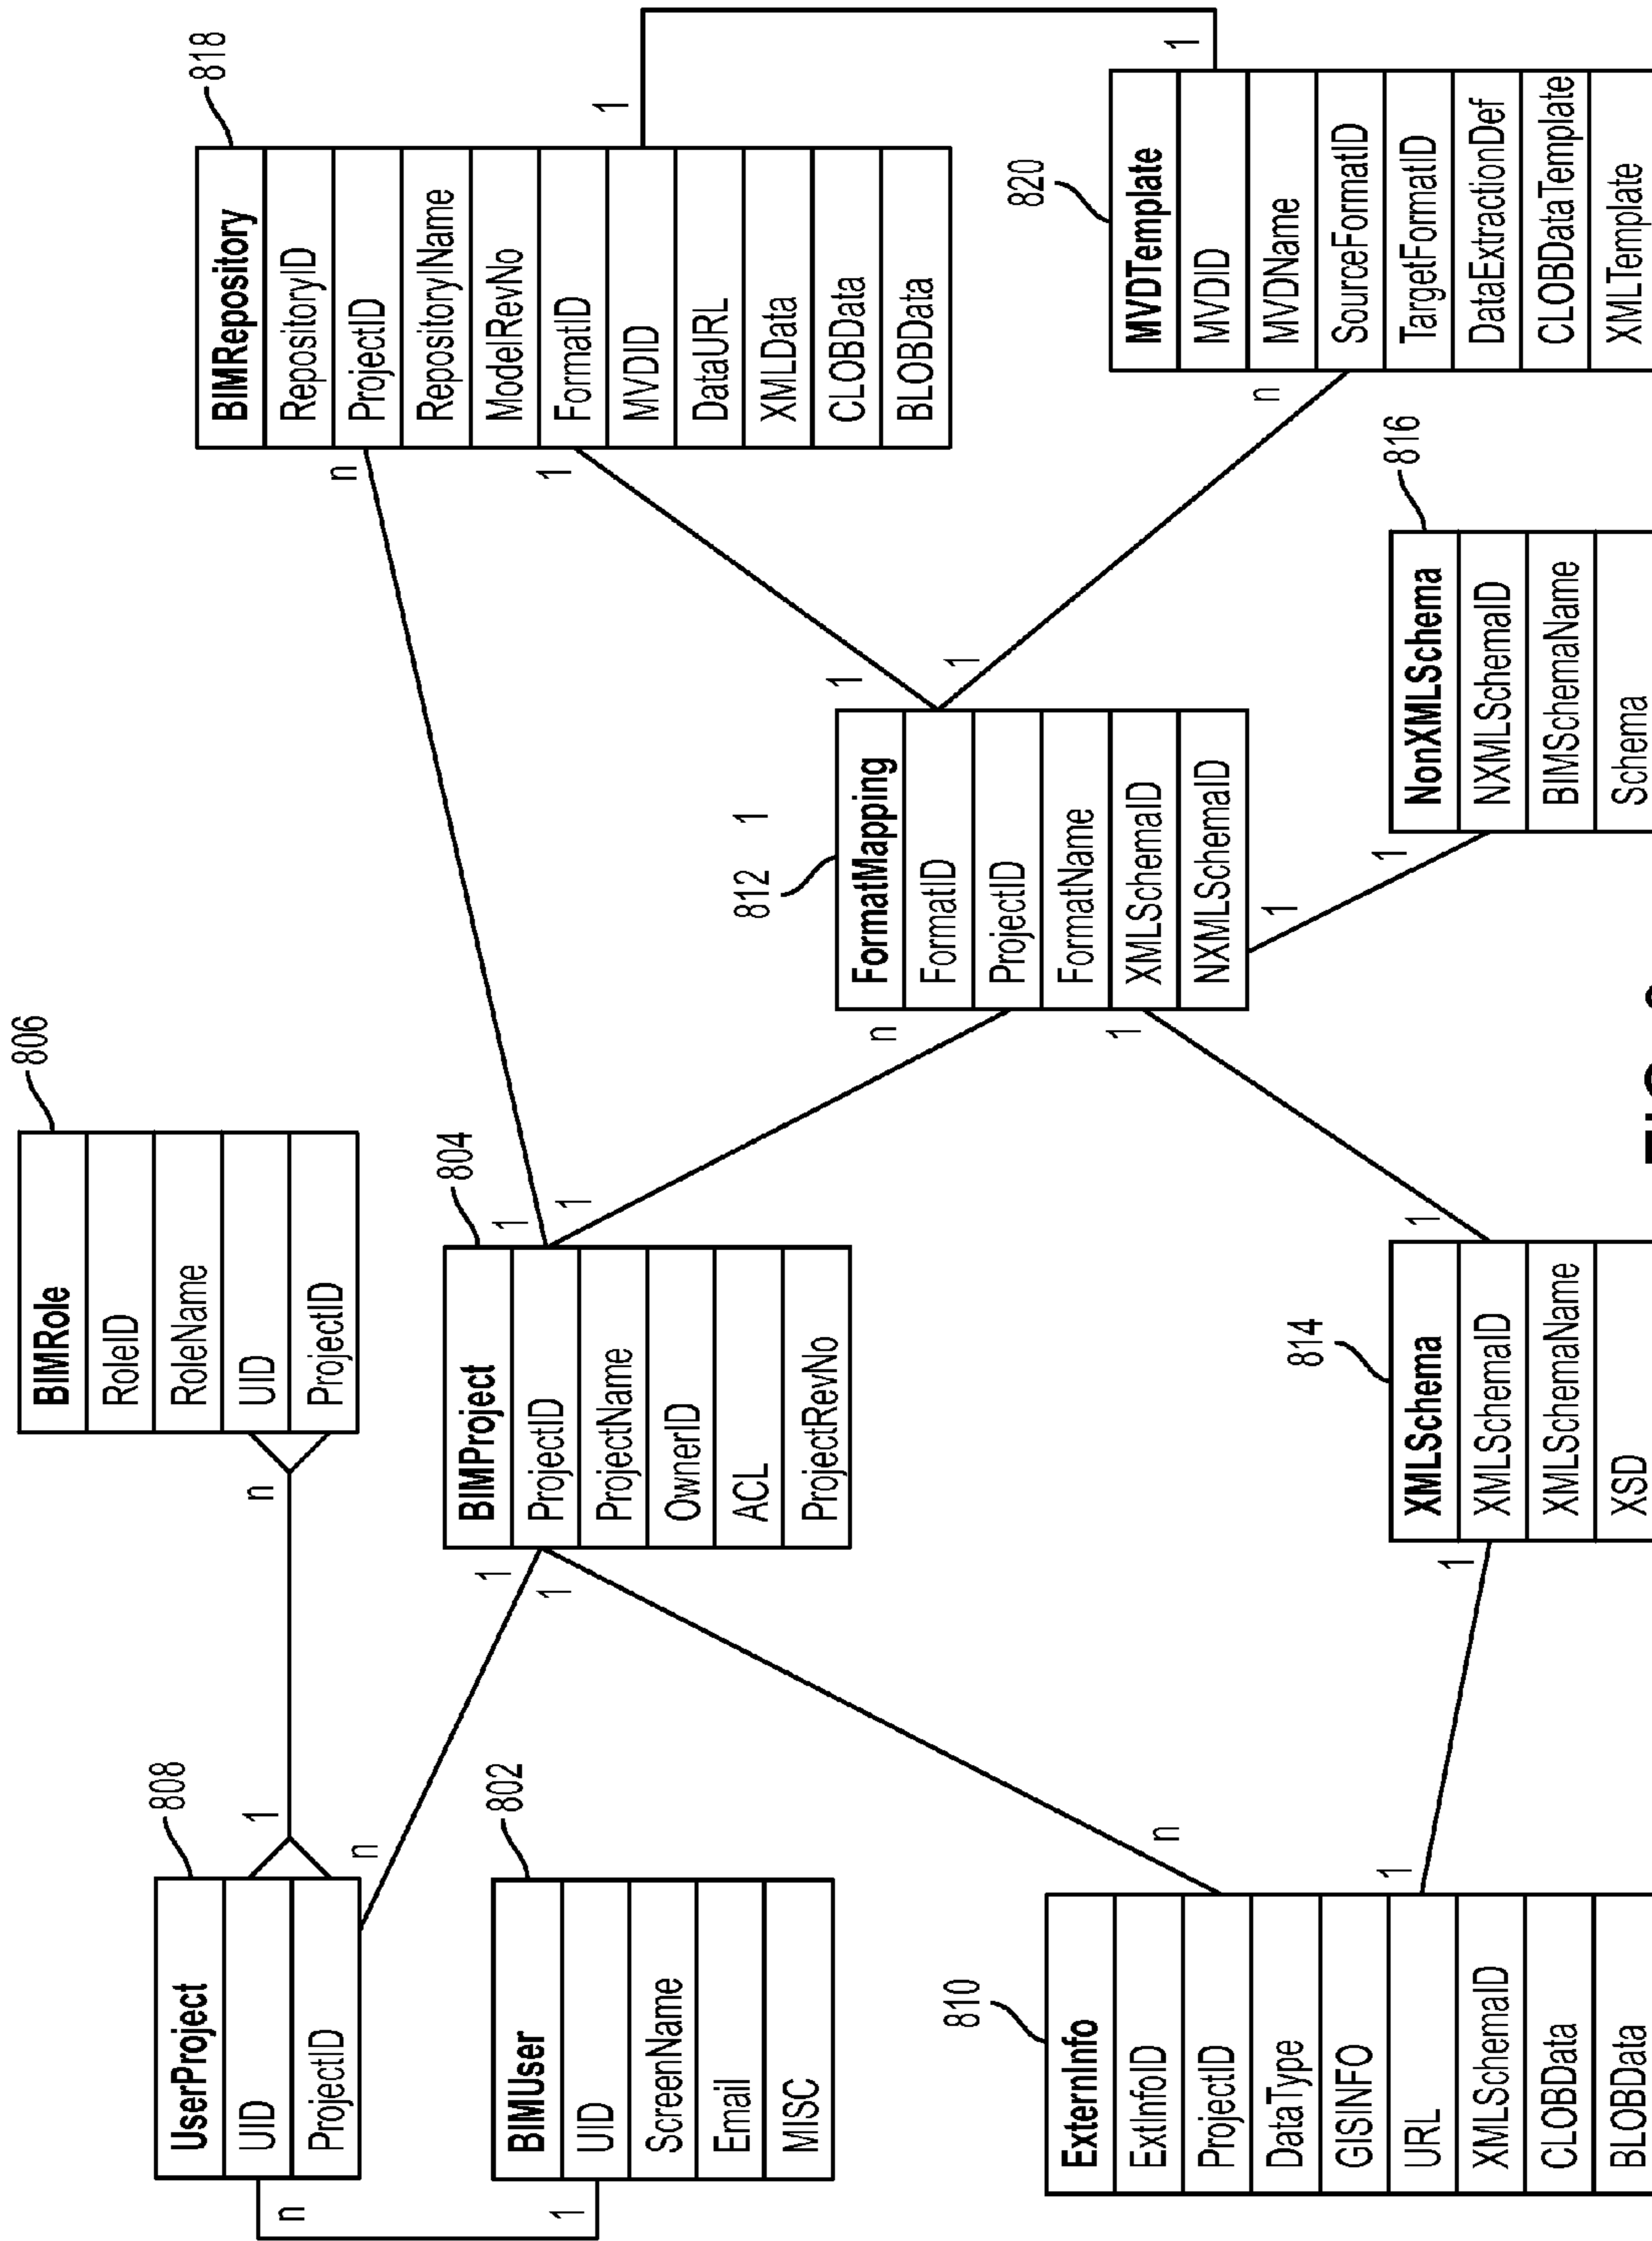 806
BIMRole
RoleID
RoleName
UID
ProjectID
n
808
UserProject
UID
ProjectID
1
n
n
818
BIMRepository
RepositoryID
ProjectID
RepositorylName
ModelRevNo
FormatID
MVDID
DataURL
XMLData
CLOBData
BLOBData
n
1
1
804
BIMProject
ProjectID
ProjectName
OwnerID
ACL
ProjectRevNo
1
1
1
1
802
BIMUser
UID
ScreenName
Email
MISC
1
812
1
FormatMapping
FormatID
ProjectID
FormatName
XMLSchemaID
NXMLSchemaID
1
1
n
1
1
810
ExternInfo
ExtInfoID
ProjectID
DataType
GISINFO
URL
XMLSchemaID
CLOBData
BLOBData
n
1
820
MVDTemplate
MVDID
MVDName
SourceFormatID
TargetFormatID
DataExtractionDef
CLOBDataTemplate
XMLTemplate
1
n
814
XMLSchema
XMLSchemaID
XMLSchemaName
XSD
1
1
816
NonXMLSchema
NXMLSchemaID
BIMSchemaName
Schema
1
FIG.